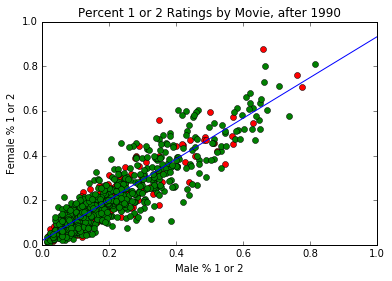 Percent 1 or 2 Ratings by Movie, after 1990
1.0
0.8
0.6
0.4
0.2
0.0
Female % 1 or 2
0.0 0.2 0.4 0.6 0.8 1.0
Male % 1 or 2